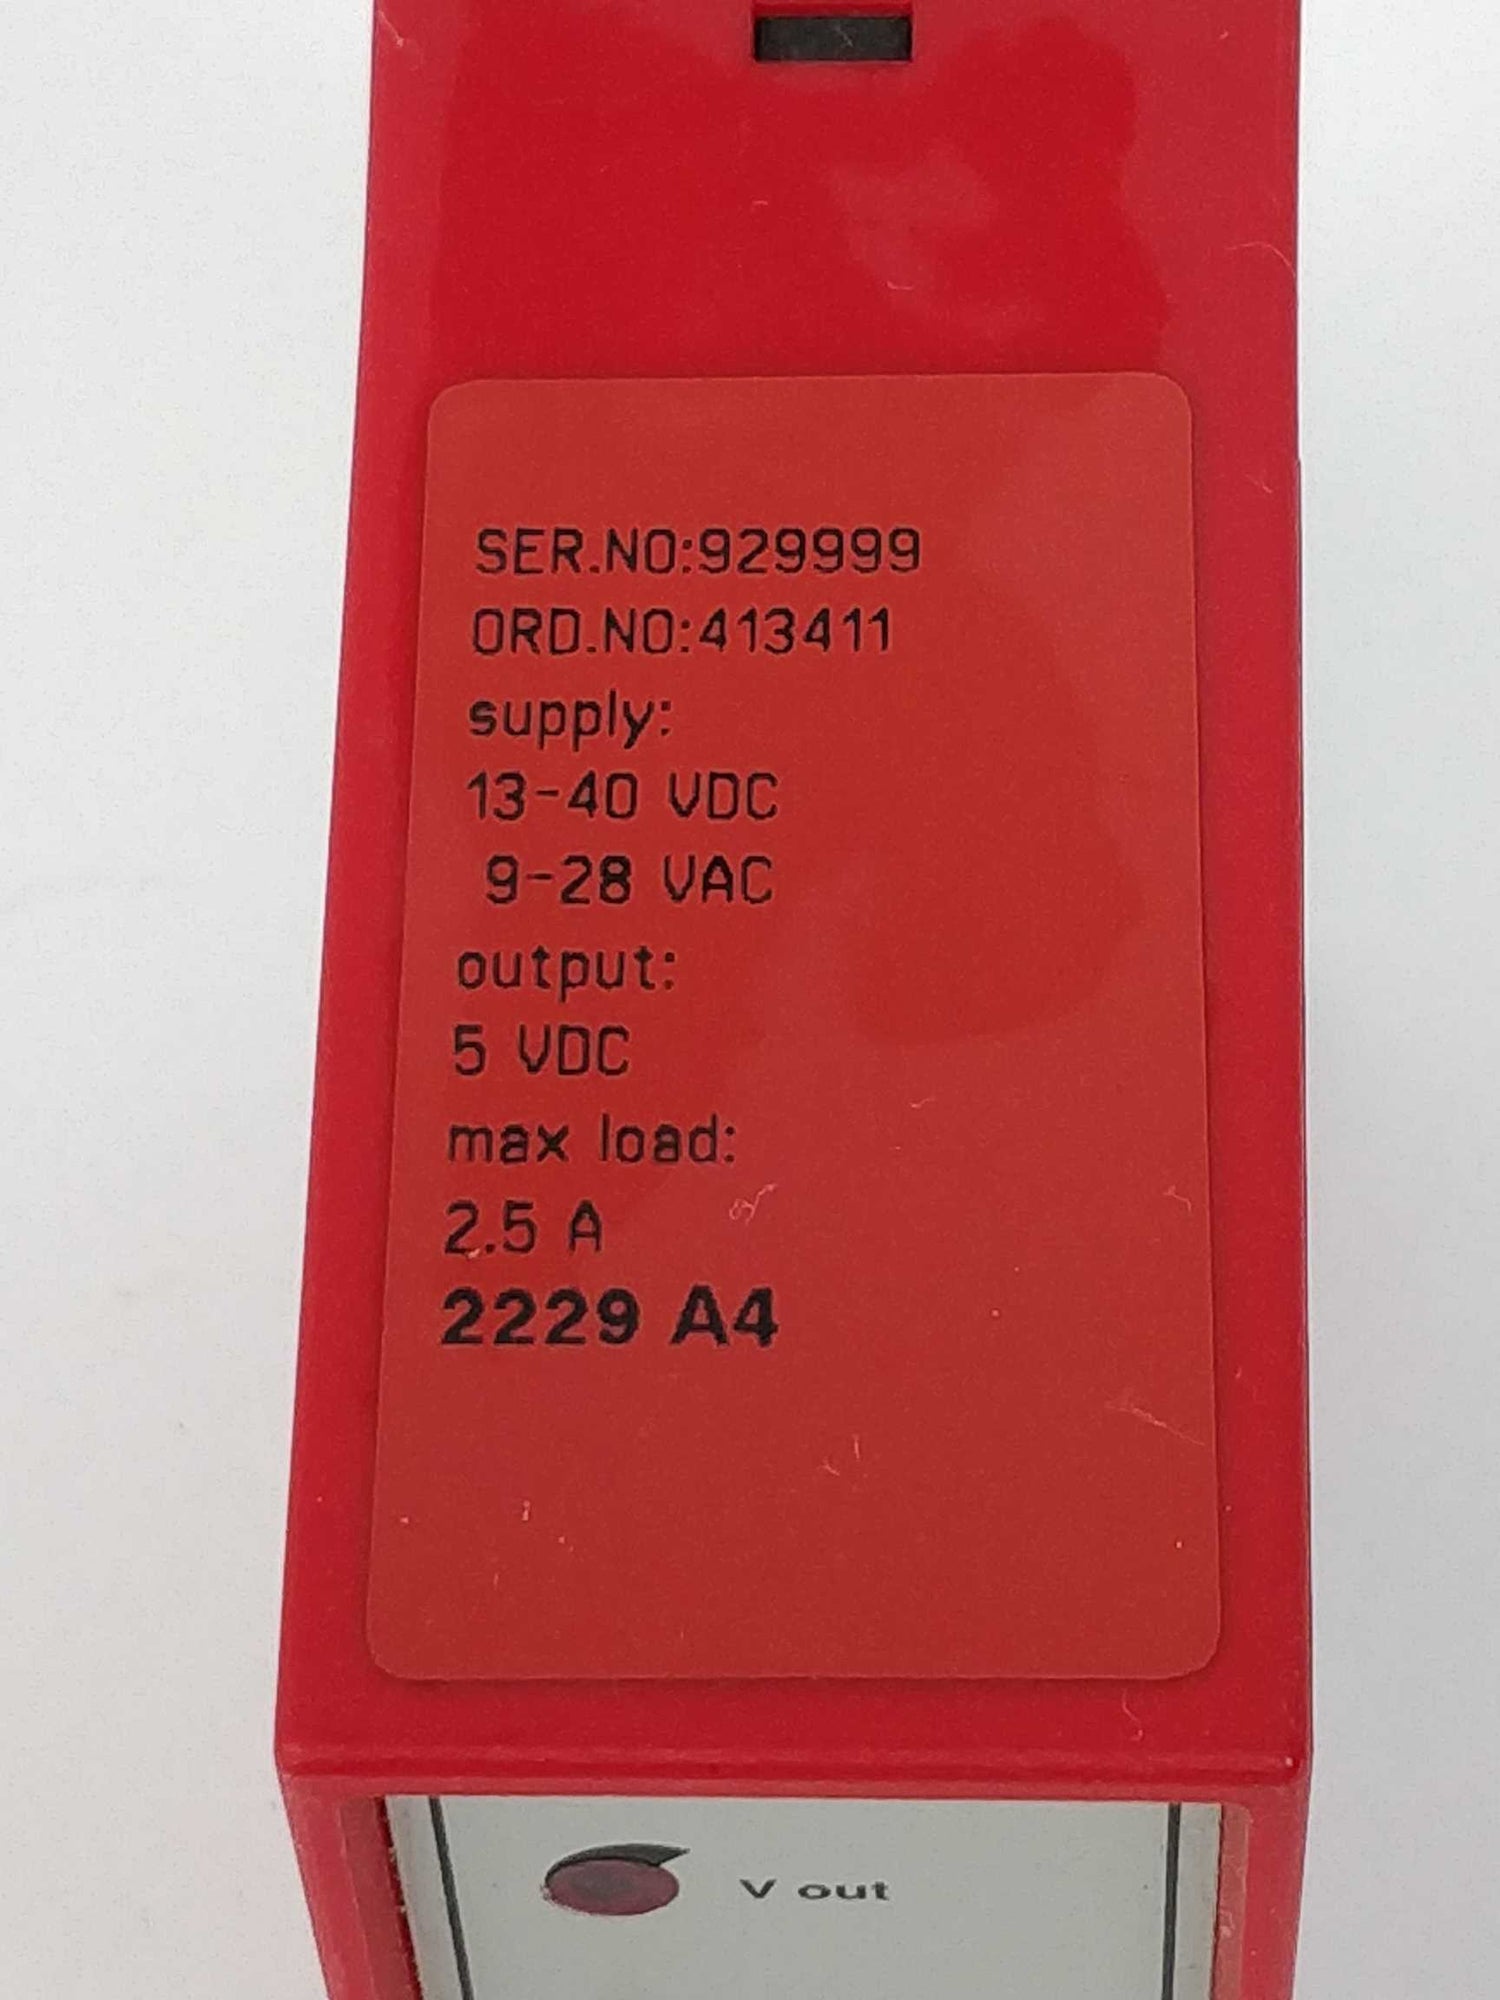 SER.NO:929999
ORD.NO:413411
supply:
13-40 VDC
9-28 VAC
output:
5 VDC
max load:
2.5 A
2229 A4
V out